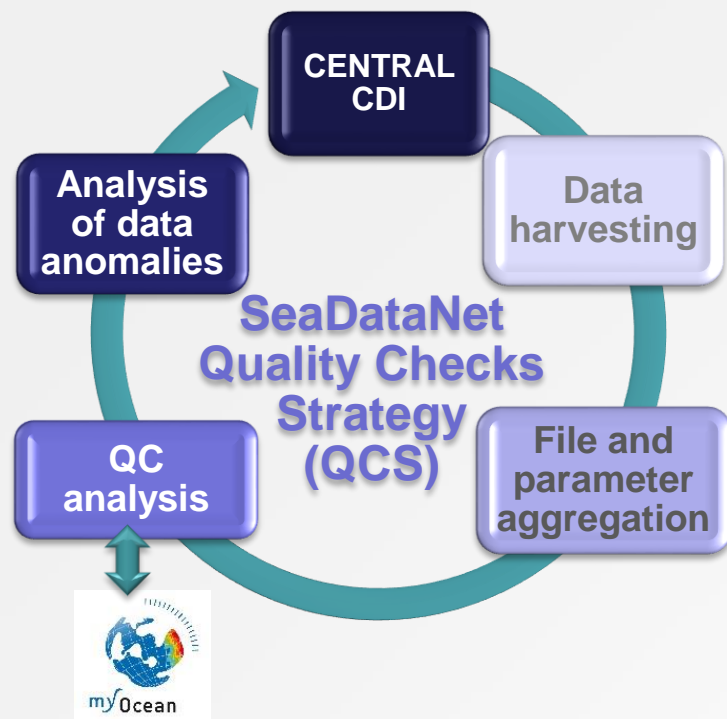 CENTRAL
CDI
Data
harvesting
File and
parameter
aggregation
QC
analysis
Analysis
of data
anomalies
SeaDataNet
Quality Checks
Strategy
(QCS)
myOcean